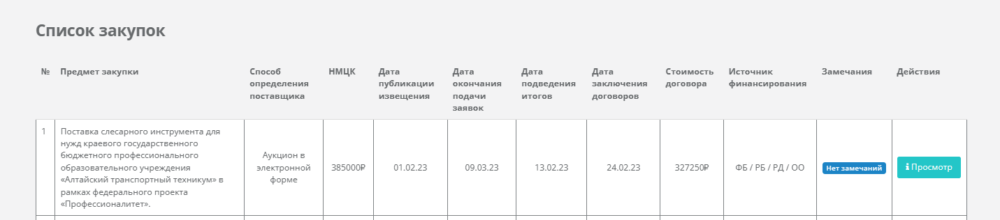 Список закупок
№
Предмет закупки
Способ
определения
поставщика
НМЦК
Дата
публикации
извещения
Дата
окончания
подачи
заявок
Дата
подведения
итогов
Дата
заключения
договоров
Стоимость
договора
Источник
финансирования
Замечания
Действия
1
Поставка слесарного инструмента для
нужд краевого государственного
бюджетного профессионального
образовательного учреждения
«Алтайский транспортный техникум» в
рамках федерального проекта
«Профессионалитет».
Аукцион в
электронной
форме
385000₽
01.02.23
09.03.23
13.02.23
24.02.23
327250₽
ФБ / РБ / РД / ОО
Нет замечаний
Просмотр